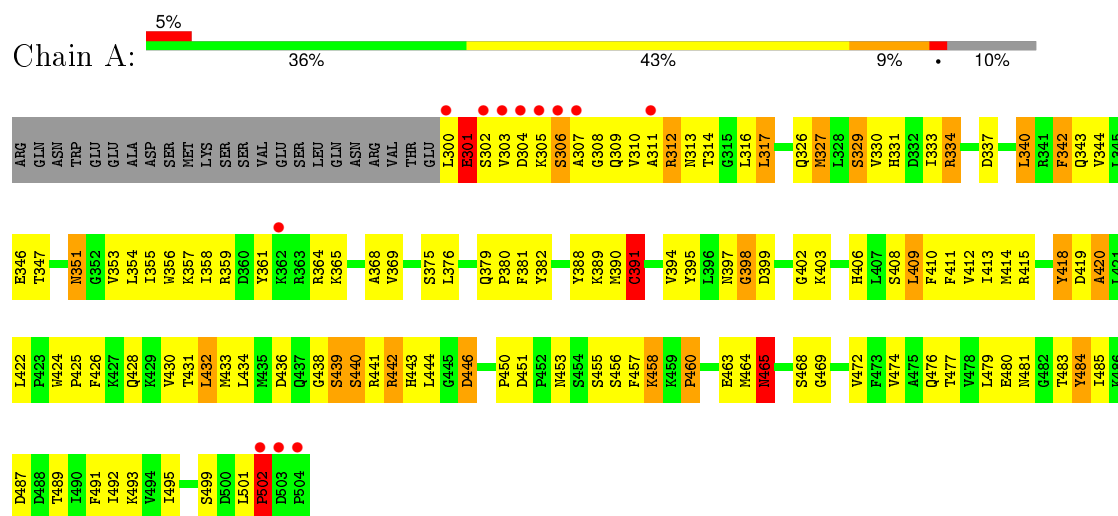 5%
Chain A:
36% 43% 9% • 10%
ARG GLN ASN TRP GLU GLU ALA ASP SER MET LYS SER SER VAL GLU SER LEU GLN ASN ARG VAL THR GLU L300 E301 S302 V303 D304 K305 S306 A307 G308 Q309 V310 A311 R312 N313 T314 G315 L316 L317 Q326 M327 L328 S329 V330 H331 D332 I333 R334 D337 L340 R341 F342 Q343 V344 L345
E346 T347 N351 G352 V353 L354 I355 W356 K357 I358 R359 D360 Y361 K362 R363 R364 K365 A368 V369 S375 L376 Q379 P380 F381 Y382 Y388 K389 M390 C391 V394 Y395 L396 N397 G398 D399 G402 K403 H406 L407 S408 L409 F410 F411 V412 I413 M414 R415 Y418 D419 A420 L421
L422 P423 W424 P425 F426 K427 Q428 K429 V430 T431 L432 M433 L434 M435 D436 Q437 G438 S439 S440 R441 R442 H443 L444 G445 D446 P450 D451 P452 N453 S454 S455 S456 F457 K458 K459 P460 E463 M464 N465 S468 G469 V472 F473 V474 A475 Q476 T477 V478 L479 E480 N481 G482 T483 Y484 I485 K486
D487 D488 T489 I490 F491 I492 K493 V494 I495 S499 D500 L501 P502 D503 P504